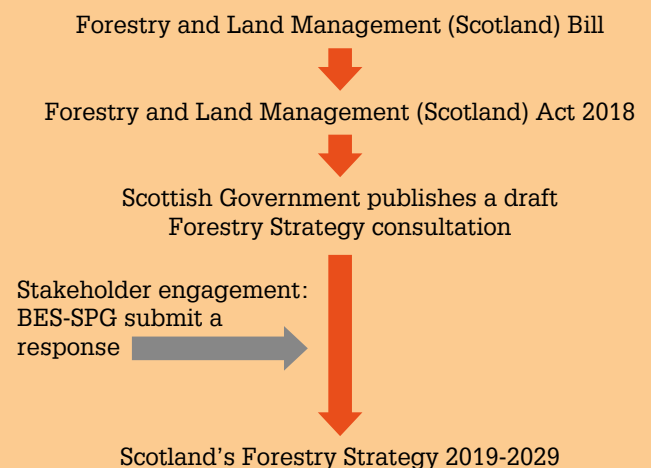 Forestry and Land Management (Scotland) Bill
Forestry and Land Management (Scotland) Act 2018
Scottish Government publishes a draft
Forestry Strategy consultation
Stakeholder engagement:
BES-SPG submit a
response
Scotland’s Forestry Strategy 2019-2029